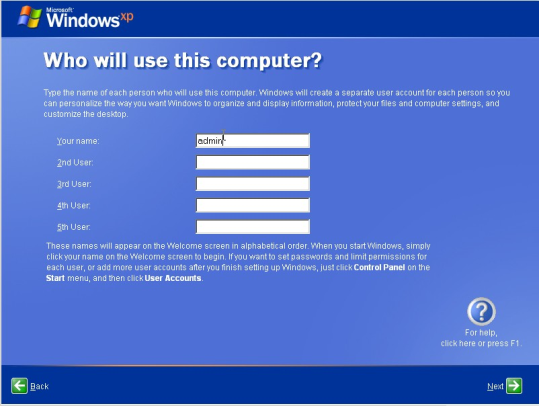 Microsoft
Windows xp
Who will use this computer?
Type the name of each person who will use this computer. Windows will create a separate user account for each person so you
can personalize the way you want Windows to organize and display information, protect your files and computer settings, and
customize the desktop.
Your name: admin
2nd User:
3rd User:
4th User:
5th User:
These names will appear on the Welcome screen in alphabetical order. When you start Windows, simply
click your name on the Welcome screen to begin. If you want to set passwords and limit permissions for
each user, or add more user accounts after you finish setting up Windows, just click Control Panel on the
Start menu, and then click User Accounts.
?
For help,
click here or press F1.
Back
Next